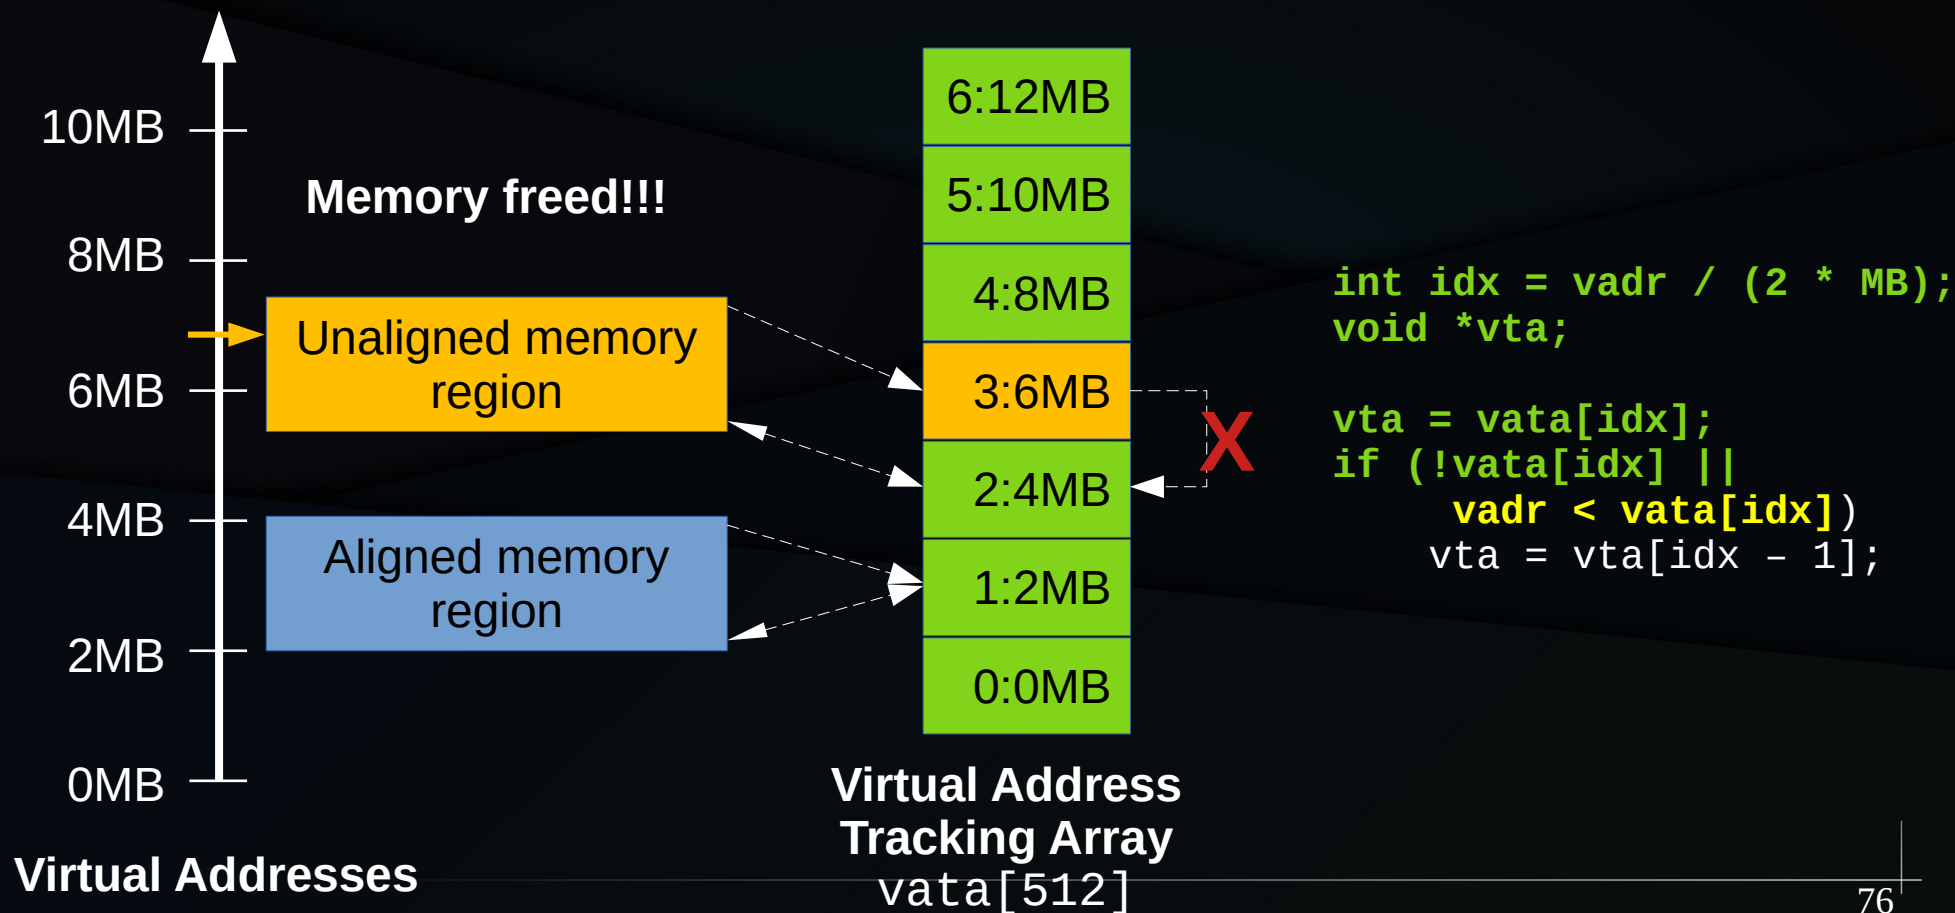 10MB
8MB
6MB
4MB
2MB
0MB
Virtual Addresses
Memory freed!!!
Unaligned memory
region
Aligned memory
region
6:12MB
5:10MB
4:8MB
3:6MB
2:4MB
1:2MB
0:0MB
X
Virtual Address
Tracking Array
vata[512]
int idx = vadr / (2 * MB);
void *vta;
vta = vata[idx];
if (!vata[idx] ||
vadr < vata[idx])
vta = vta[idx – 1];
76